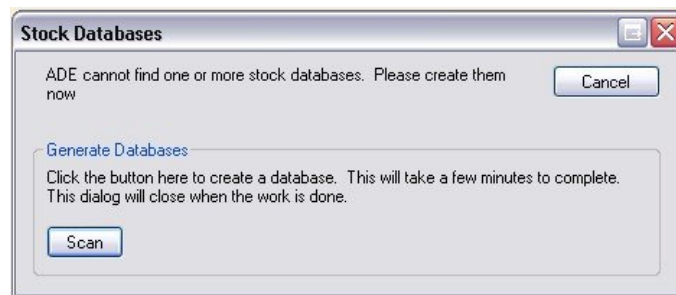 Stock Databases
ADE cannot find one or more stock databases.  Please create them
now
Cancel
Generate Databases
Click the button here to create a database.  This will take a few minutes to complete.
This dialog will close when the work is done.
Scan